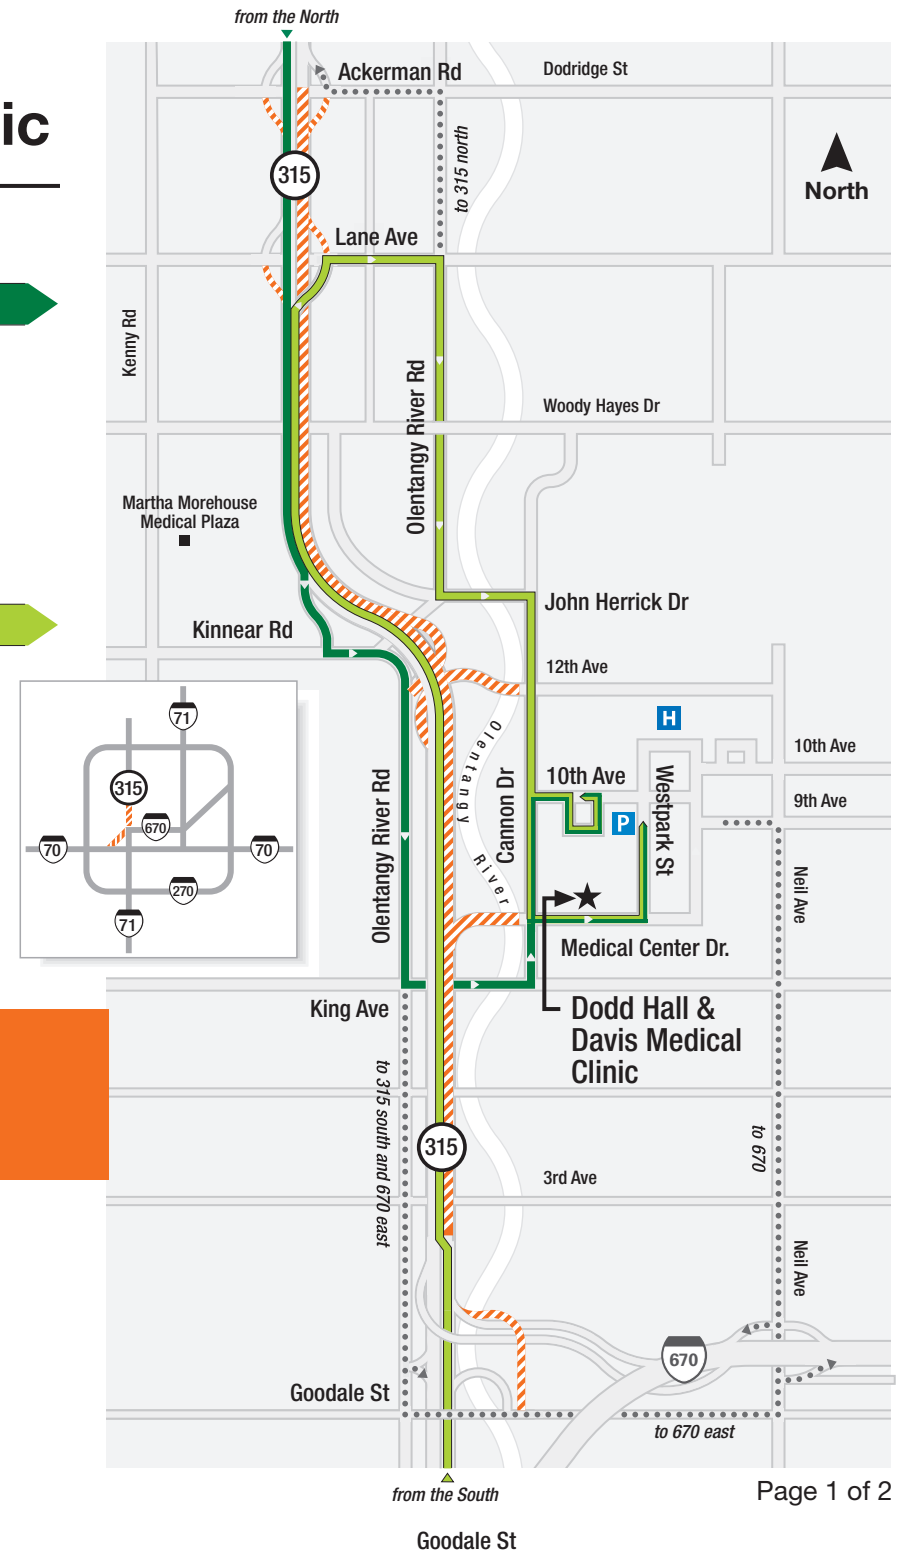 from the North
Ackerman Rd
Dodridge St
ic
to 315 north
315
North
Lane Ave
Kenny Rd
Olentangy River Rd
Woody Hayes Dr
Martha Morehouse
Medical Plaza
John Herrick Dr
Kinnear Rd
12th Ave
71
H
Olentangy
River
10th Ave
315
10th Ave
Westpark St
Cannon Dr
Olentangy River Rd
9th Ave
P
670
70
70
270
71
Neil Ave
Medical Center Dr.
King Ave
Dodd Hall &
Davis Medical
Clinic
to 315 south and 670 east
315
to 670
3rd Ave
Neil Ave
670
Goodale St
to 670 east
from the South
Page 1 of 2
Goodale St